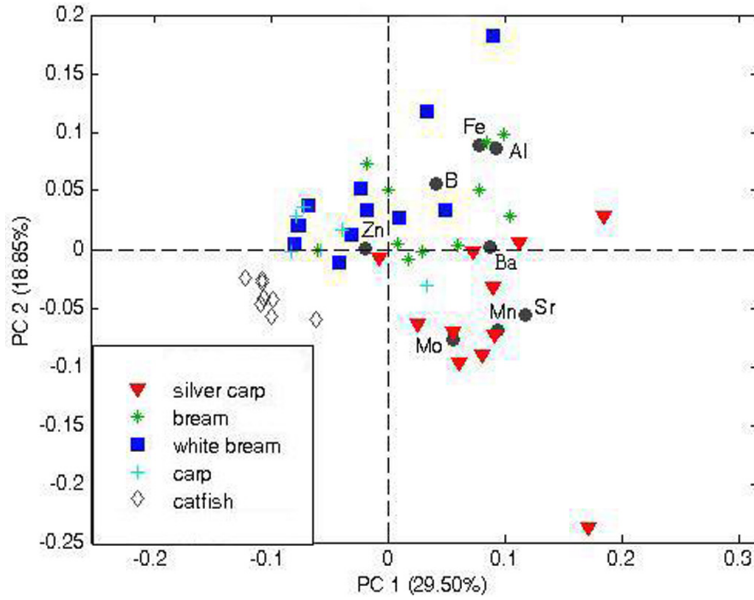 0.2
0.15
0.1
0.05
0
-0.05
-0.1
-0.15
-0.2
-0.25
PC 2 (18.85%)
Fe
Al
B
Zn
Ba
Mn
Sr
Mo
silver carp
bream
white bream
carp
catfish
-0.2
-0.1
0
0.1
0.2
0.3
PC 1 (29.50%)